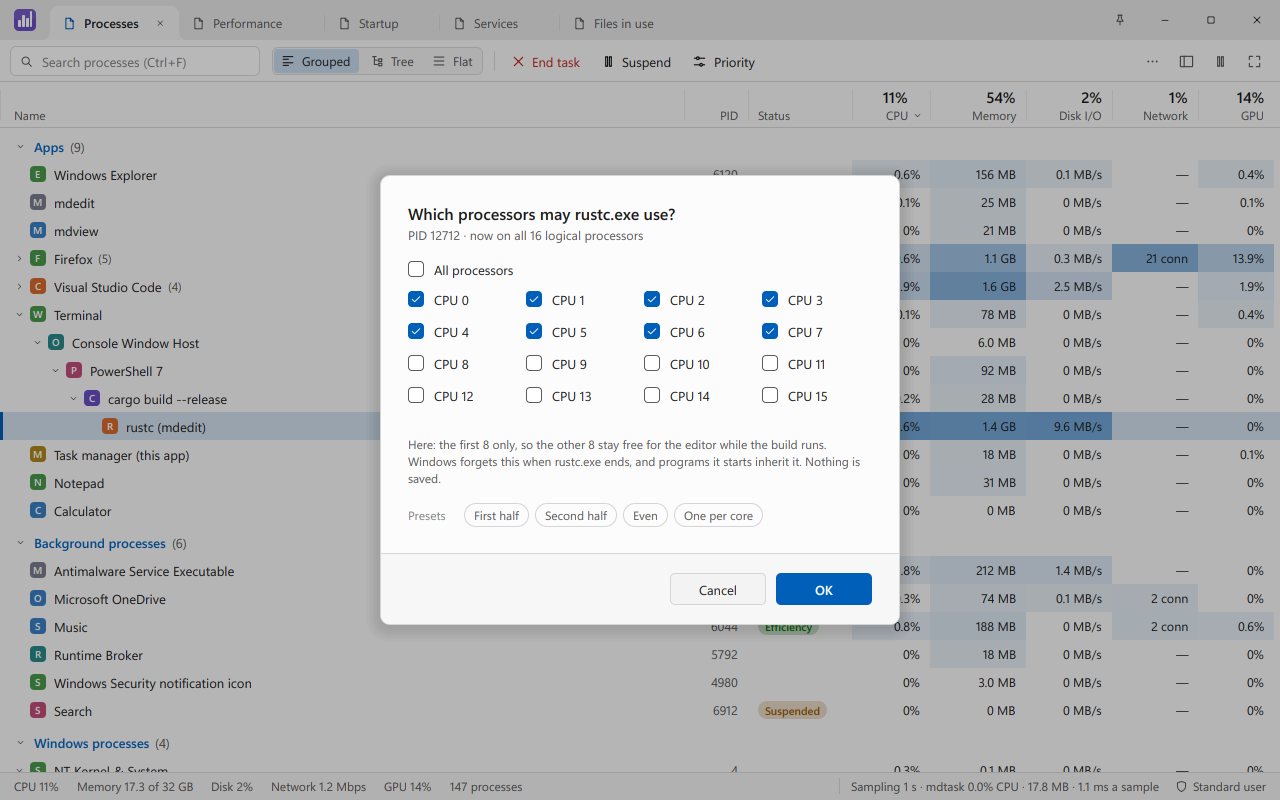 Processes
Performance
Startup
Services
Files in use
Search processes (Ctrl+F)
Grouped
Tree
Flat
End task
Suspend
Priority
Name
PID
Status
11%
CPU
54%
Memory
2%
Disk I/O
1%
Network
14%
GPU
Apps (9)
E Windows Explorer 6120 0.6% 156 MB 0.1 MB/s — 0.4%
M mdedit 25 MB 0 MB/s — 0.1%
M mdview 0% 21 MB 0 MB/s — 0%
F Firefox (5) 1.1 GB 0.3 MB/s 21 conn 13.9%
C Visual Studio Code (4) 1.6 GB 2.5 MB/s — 1.9%
W Terminal 78 MB 0 MB/s — 0.4%
O Console Window Host 0% 6.0 MB 0 MB/s — 0%
P PowerShell 7 0% 92 MB 0 MB/s — 0%
C cargo build --release 28 MB 0 MB/s — 0%
R rustc (mdedit) 1.4 GB 9.6 MB/s — 0%
M Task manager (this app) 0% 18 MB 0 MB/s — 0.1%
N Notepad 0% 31 MB 0 MB/s — 0%
C Calculator 0% 0 MB 0 MB/s — 0%
Background processes (6)
M Antimalware Service Executable 212 MB 1.4 MB/s — 0%
O Microsoft OneDrive 74 MB 0.1 MB/s 2 conn 0%
S Music 6044 Efficiency 0.8% 188 MB 0 MB/s 2 conn 0.6%
R Runtime Broker 5792 0% 18 MB 0 MB/s — 0%
S Windows Security notification icon 4980 0% 3.0 MB 0 MB/s — 0%
S Search 6912 Suspended 0% 0 MB 0 MB/s — 0%
Windows processes (4)
S NT Kernel & System 4 0.3% 0.1 MB 0 MB/s — 0%
Which processors may rustc.exe use?
PID 12712 · now on all 16 logical processors
All processors
CPU 0 CPU 1 CPU 2 CPU 3
CPU 4 CPU 5 CPU 6 CPU 7
CPU 8 CPU 9 CPU 10 CPU 11
CPU 12 CPU 13 CPU 14 CPU 15
Here: the first 8 only, so the other 8 stay free for the editor while the build runs.
Windows forgets this when rustc.exe ends, and programs it starts inherit it. Nothing is
saved.
Presets First half Second half Even One per core
Cancel OK
CPU 11% Memory 17.3 of 32 GB Disk 2% Network 1.2 Mbps GPU 14% 147 processes
Sampling 1 s · mdtask 0.0% CPU · 17.8 MB · 1.1 ms a sample Standard user